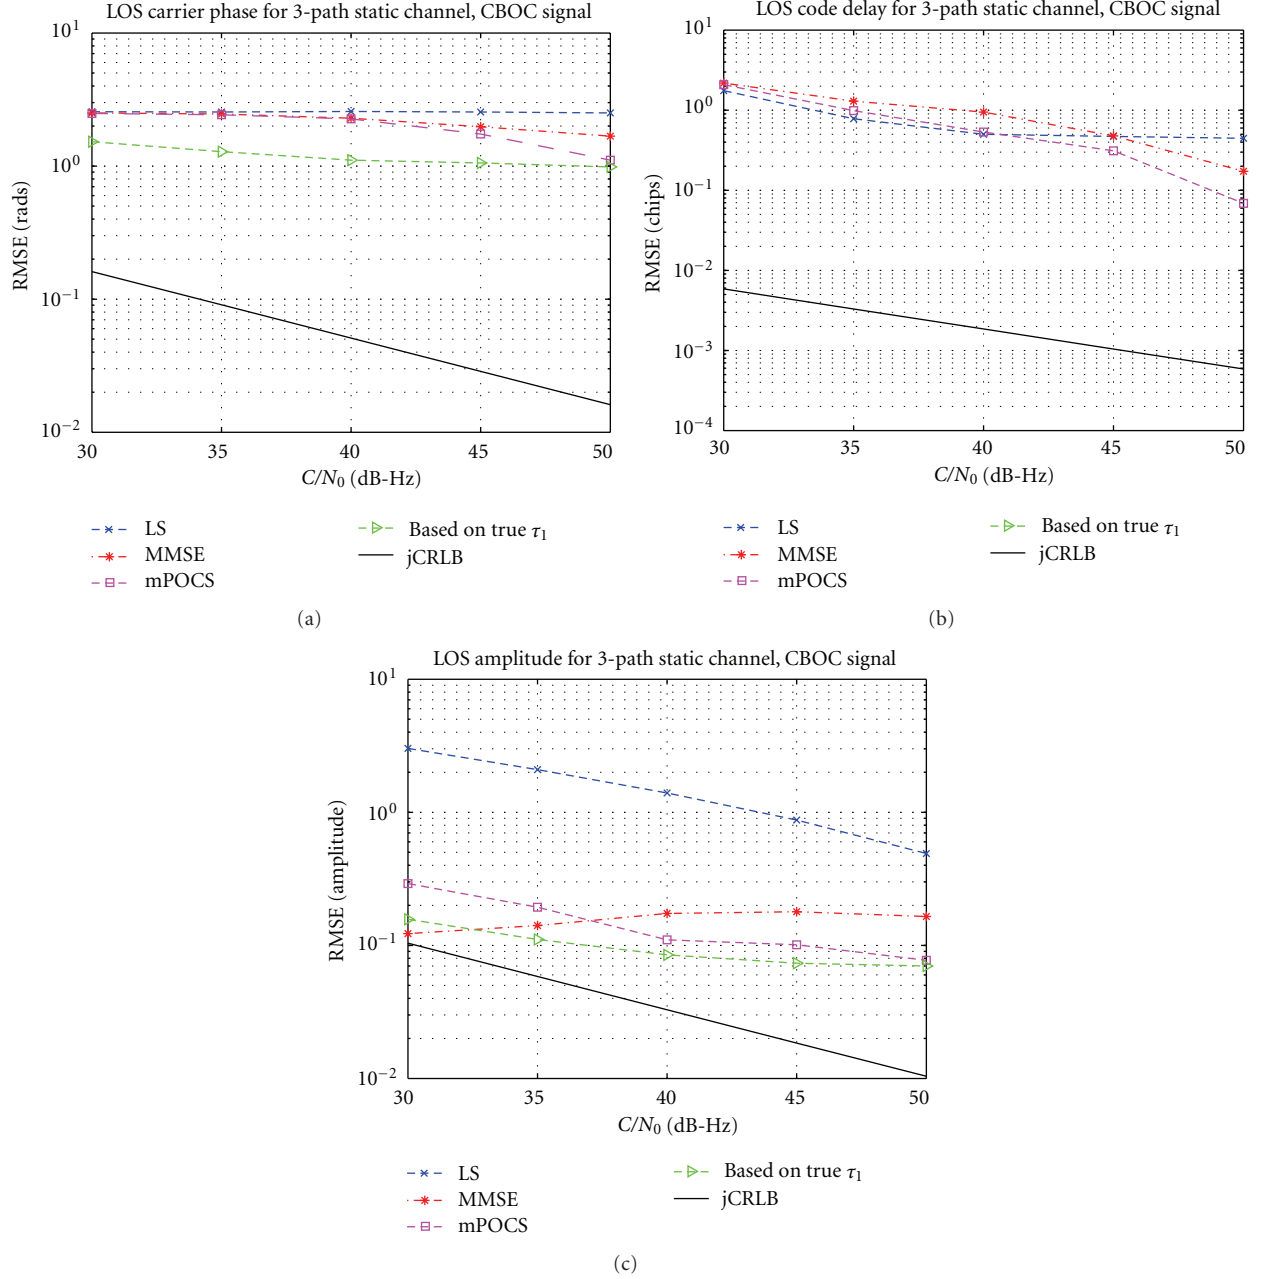 LOS carrier phase for 3-path static channel, CBOC signal
10^1
10^0
10^−1
10^−2
RMSE (rads)
30 35 40 45 50
C/N_0 (dB-Hz)
LS
MMSE
mPOCS
Based on true τ_1
jCRLB
(a)
LOS code delay for 3-path static channel, CBOC signal
10^1
10^0
10^−1
10^−2
10^−3
10^−4
RMSE (chips)
30 35 40 45 50
C/N_0 (dB-Hz)
LS
MMSE
mPOCS
Based on true τ_1
jCRLB
(b)
LOS amplitude for 3-path static channel, CBOC signal
10^1
10^0
10^−1
10^−2
RMSE (amplitude)
30 35 40 45 50
C/N_0 (dB-Hz)
LS
MMSE
mPOCS
Based on true τ_1
jCRLB
(c)